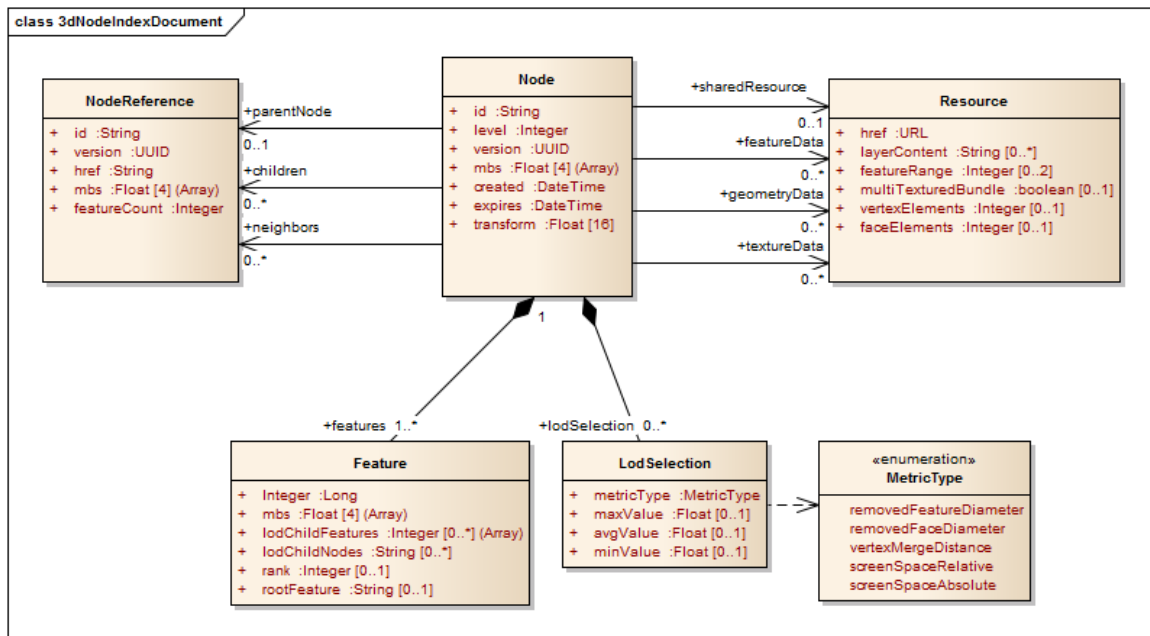 class 3dNodeIndexDocument
NodeReference
+ id :String
+ version :UUID
+ href :String
+ mbs :Float [4] (Array)
+ featureCount :Integer
+parentNode
0..1
+children
0..*
+neighbors
0..*
Node
+ id :String
+ level :Integer
+ version :UUID
+ mbs :Float [4] (Array)
+ created :DateTime
+ expires :DateTime
+ transform :Float [16]
+sharedResource
0..1
+featureData
0..*
+geometryData
0..*
+textureData
0..*
Resource
+ href :URL
+ layerContent :String [0..*]
+ featureRange :Integer [0..2]
+ multiTexturedBundle :boolean [0..1]
+ vertexElements :Integer [0..1]
+ faceElements :Integer [0..1]
1
+features 1..*
+lodSelection 0..*
Feature
+ Integer :Long
+ mbs :Float [4] (Array)
+ lodChildFeatures :Integer [0..*] (Array)
+ lodChildNodes :String [0..*]
+ rank :Integer [0..1]
+ rootFeature :String [0..1]
LodSelection
+ metricType :MetricType
+ maxValue :Float [0..1]
+ avgValue :Float [0..1]
+ minValue :Float [0..1]
«enumeration»
MetricType
removedFeatureDiameter
removedFaceDiameter
vertexMergeDistance
screenSpaceRelative
screenSpaceAbsolute